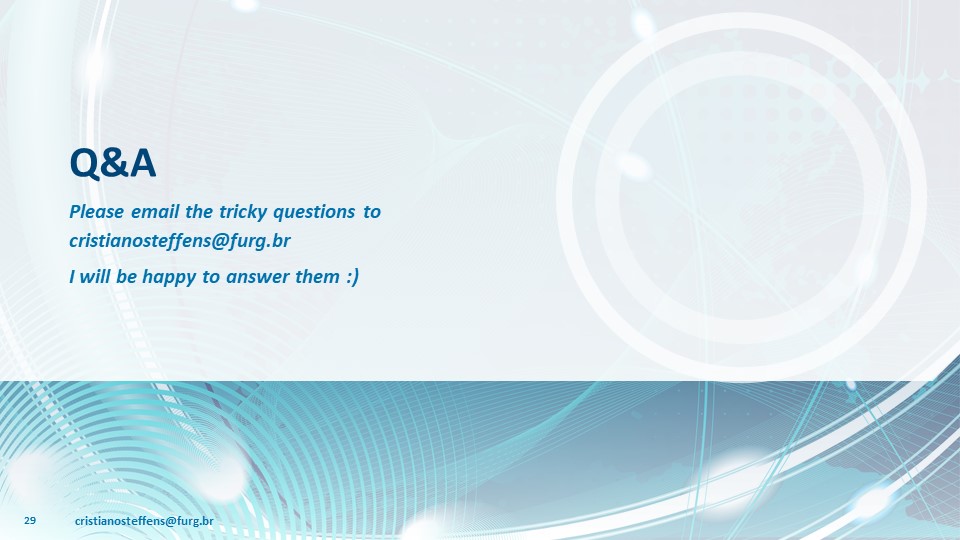 Q&A
Please email the tricky questions to
cristianosteffens@furg.br
I will be happy to answer them :)
29
cristianosteffens@furg.br